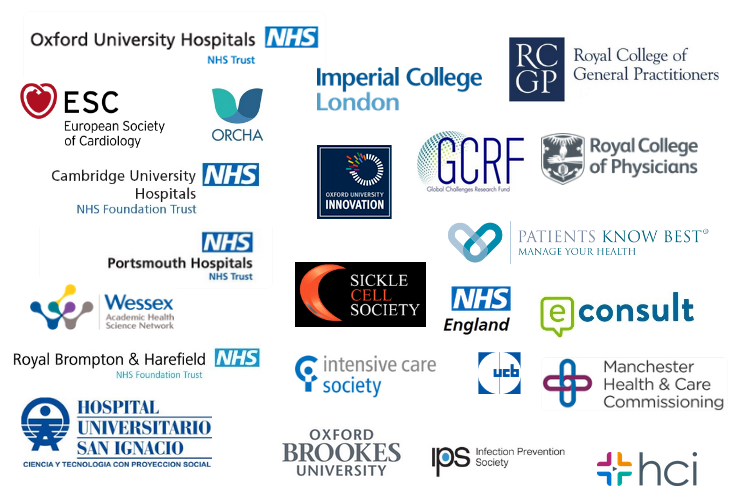 Oxford University Hospitals NHS
NHS Trust
Imperial College
London
RC
GP
Royal College of
General Practitioners
ESC
European Society
of Cardiology
ORCHA
OXFORD UNIVERSITY
INNOVATION
GCRF
Global Challenges Research Fund
Royal College
of Physicians
Cambridge University
Hospitals NHS
NHS Foundation Trust
PATIENTS KNOW BEST®
MANAGE YOUR HEALTH
NHS
Portsmouth Hospitals
NHS Trust
SICKLE
CELL
SOCIETY
NHS
England
e consult
Wessex
Academic Health
Science Network
Royal Brompton & Harefield NHS
NHS Foundation Trust
intensive care
society
ucb
Manchester
Health & Care
Commissioning
HOSPITAL
UNIVERSITARIO
SAN IGNACIO
CIENCIA Y TECNOLOGIA CON PROYECCION SOCIAL
OXFORD
BROOKES
UNIVERSITY
IPS Infection Prevention
Society
hci